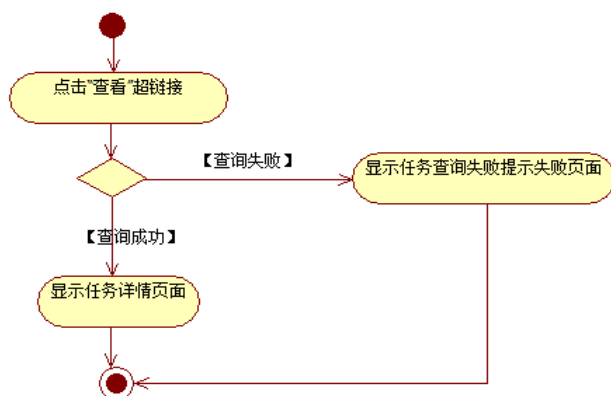 点击"查看"超链接
【查询失败】
显示任务查询失败提示失败页面
【查询成功】
显示任务详情页面